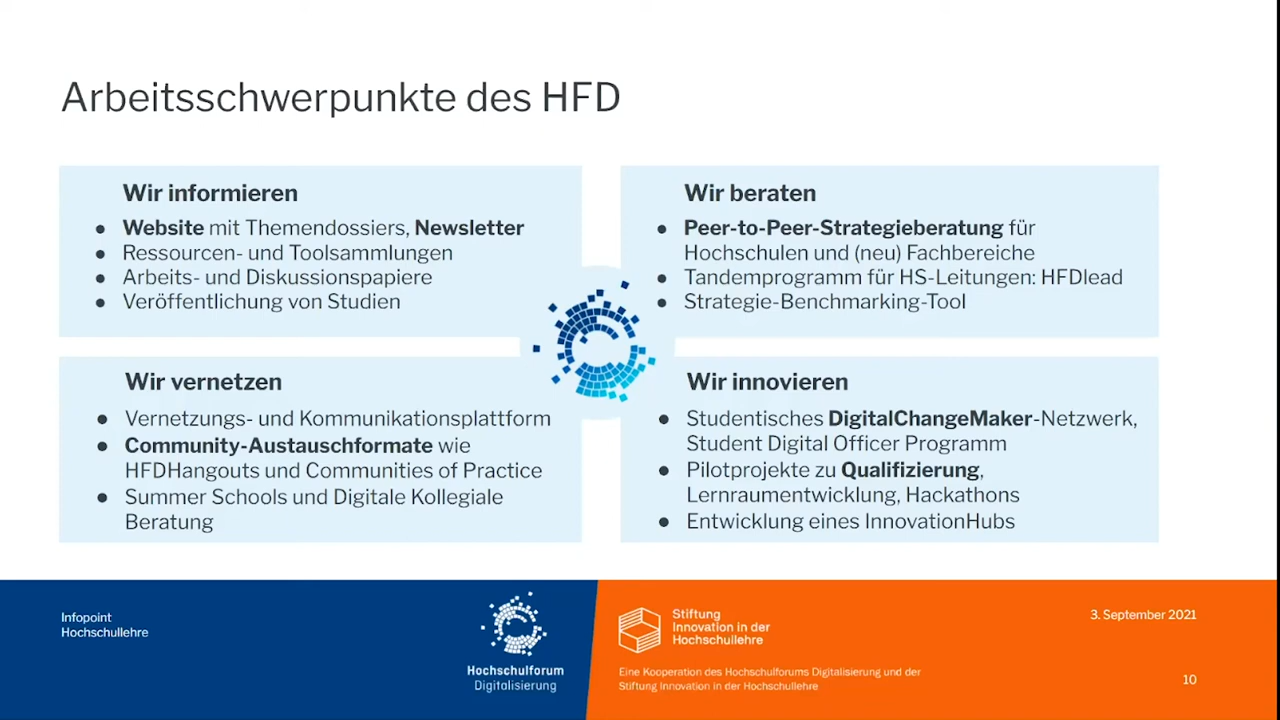 Arbeitsschwerpunkte des HFD
Wir informieren
● Website mit Themendossiers, Newsletter
● Ressourcen- und Toolsammlungen
● Arbeits- und Diskussionspapiere
● Veröffentlichung von Studien
Wir beraten
● Peer-to-Peer-Strategieberatung für
Hochschulen und (neu) Fachbereiche
● Tandemprogramm für HS-Leitungen: HFDlead
● Strategie-Benchmarking-Tool
Wir vernetzen
● Vernetzungs- und Kommunikationsplattform
● Community-Austauschformate wie
HFDHangouts und Communities of Practice
● Summer Schools und Digitale Kollegiale
Beratung
Wir innovieren
● Studentisches DigitalChangeMaker-Netzwerk,
Student Digital Officer Programm
● Pilotprojekte zu Qualifizierung,
Lernraumentwicklung, Hackathons
● Entwicklung eines InnovationHubs
Infopoint
Hochschullehre
Hochschulforum
Digitalisierung
Stiftung
Innovation in der
Hochschullehre
Eine Kooperation des Hochschulforums Digitalisierung und der
Stiftung Innovation in der Hochschullehre
3. September 2021
10